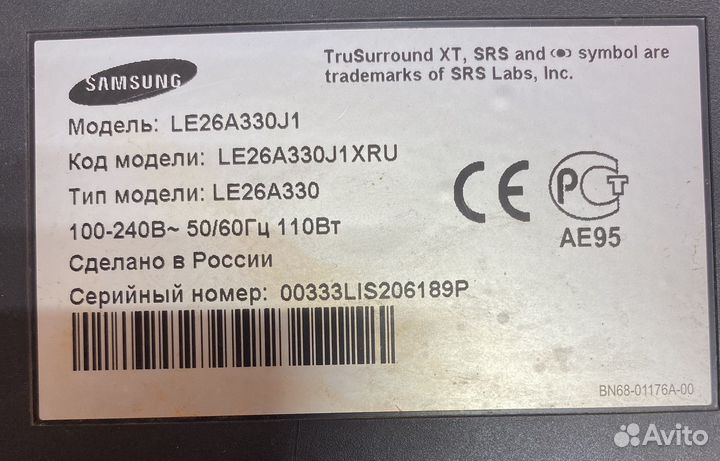 SAMSUNG
TruSurround XT, SRS and (●) symbol are
trademarks of SRS Labs, Inc.
Модель: LE26A330J1
Код модели: LE26A330J1XRU
Тип модели: LE26A330
100-240В~ 50/60Гц 110Вт
Сделано в России
Серийный номер: 00333LIS206189P
CE
РСТ
AE95
BN68-01176A-00
Avito